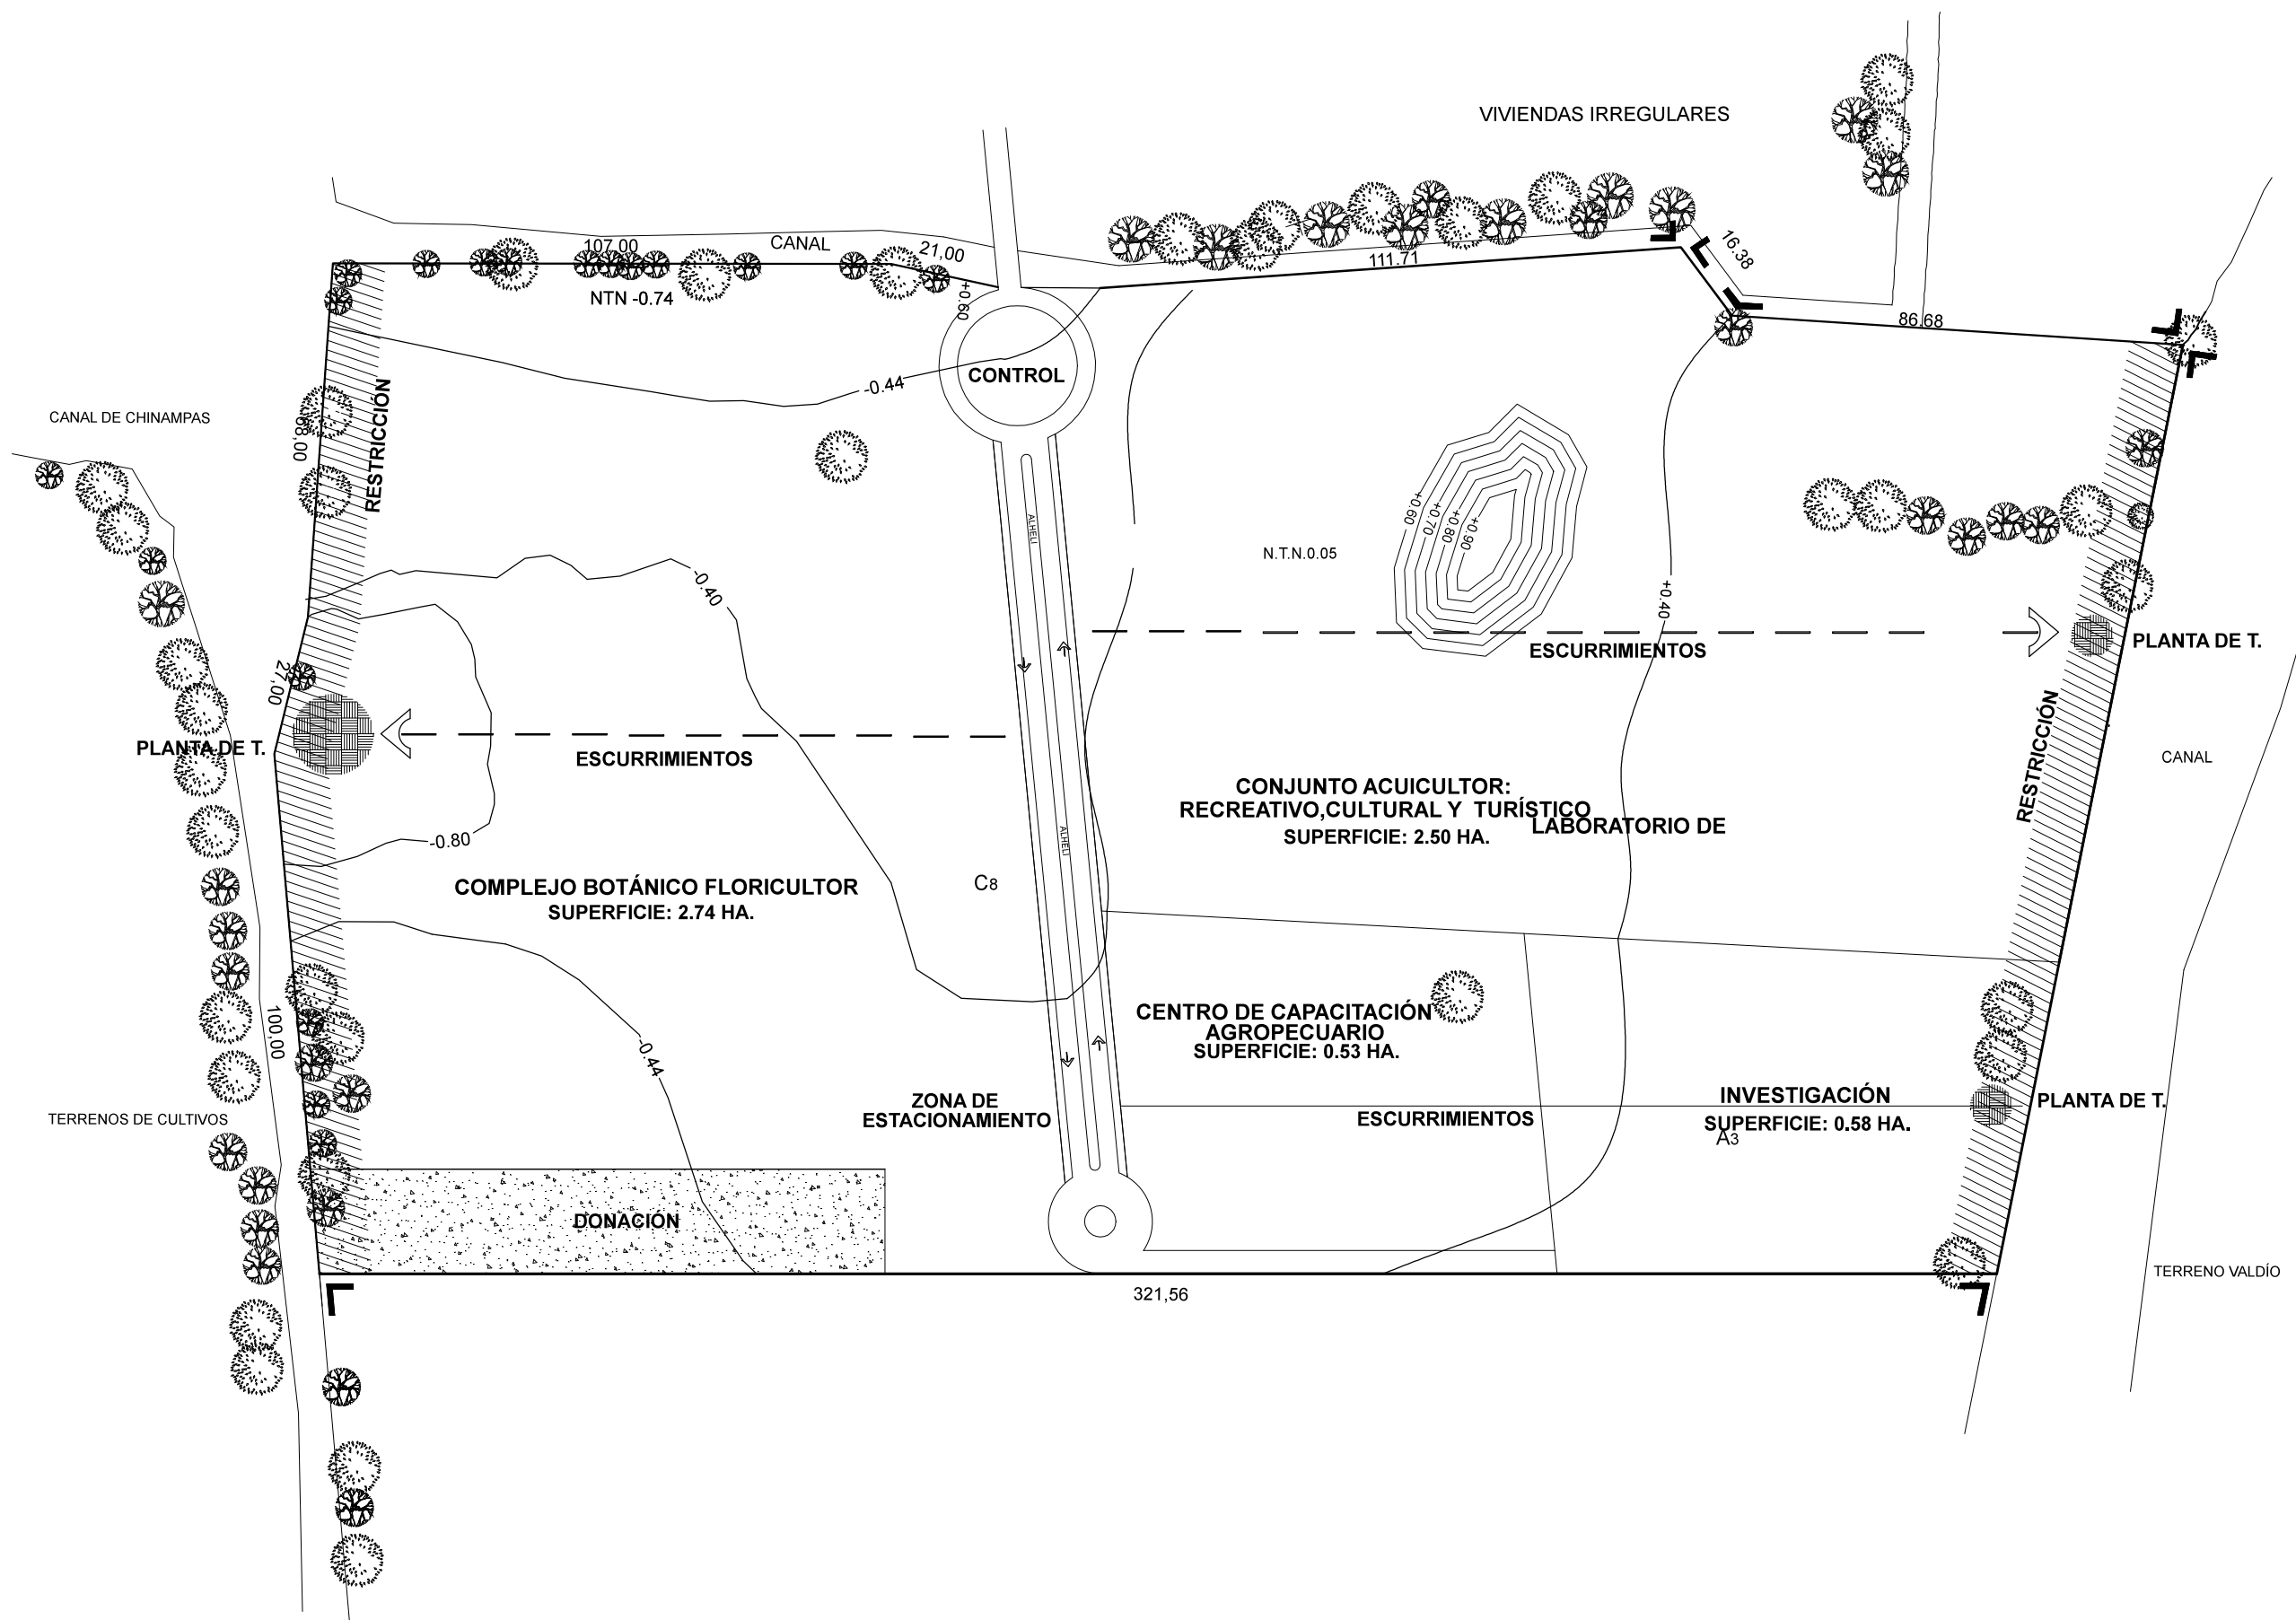 VIVIENDAS IRREGULARES
107,00
CANAL
21,00
16.38
111.71
NTN -0.74
+0.60
86.68
CONTROL
-0.44
CANAL DE CHINAMPAS
68,00
RESTRICCIÓN
ALHELI
+0.60
+0.70
+0.80
+0.90
N.T.N.0.05
-0.40
+0.40
ESCURRIMIENTOS
PLANTA DE T.
27,00
PLANTA DE T.
ESCURRIMIENTOS
RESTRICCIÓN
CANAL
CONJUNTO ACUICULTOR:
RECREATIVO,CULTURAL Y TURÍSTICO
SUPERFICIE: 2.50 HA.
LABORATORIO DE
-0.80
ALHELI
COMPLEJO BOTÁNICO FLORICULTOR
SUPERFICIE: 2.74 HA.
C8
CENTRO DE CAPACITACIÓN
AGROPECUARIO
SUPERFICIE: 0.53 HA.
100,00
-0.44
TERRENOS DE CULTIVOS
ZONA DE
ESTACIONAMIENTO
ESCURRIMIENTOS
INVESTIGACIÓN
SUPERFICIE: 0.58 HA.
A3
PLANTA DE T.
DONACIÓN
TERRENO VALDÍO
321,56